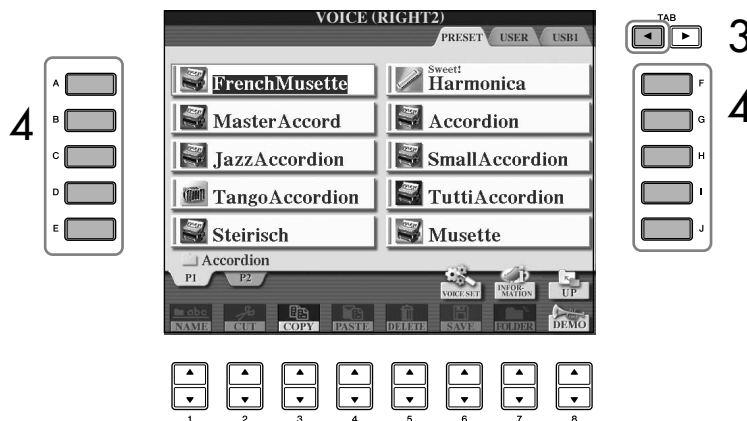 VOICE (RIGHT2)
PRESET USER USB1
TAB
3
4
A
B
C
D
E
FrenchMusette
Sweet!
Harmonica
MasterAccord
Accordion
JazzAccordion
SmallAccordion
TangoAccordion
TuttiAccordion
Steirisch
Musette
F
G
H
I
J
4
Accordion
P1 P2
VOICE SET
INFOR-
MATION
UP
abc
NAME CUT COPY PASTE DELETE SAVE FOLDER DEMO
1 2 3 4 5 6 7 8